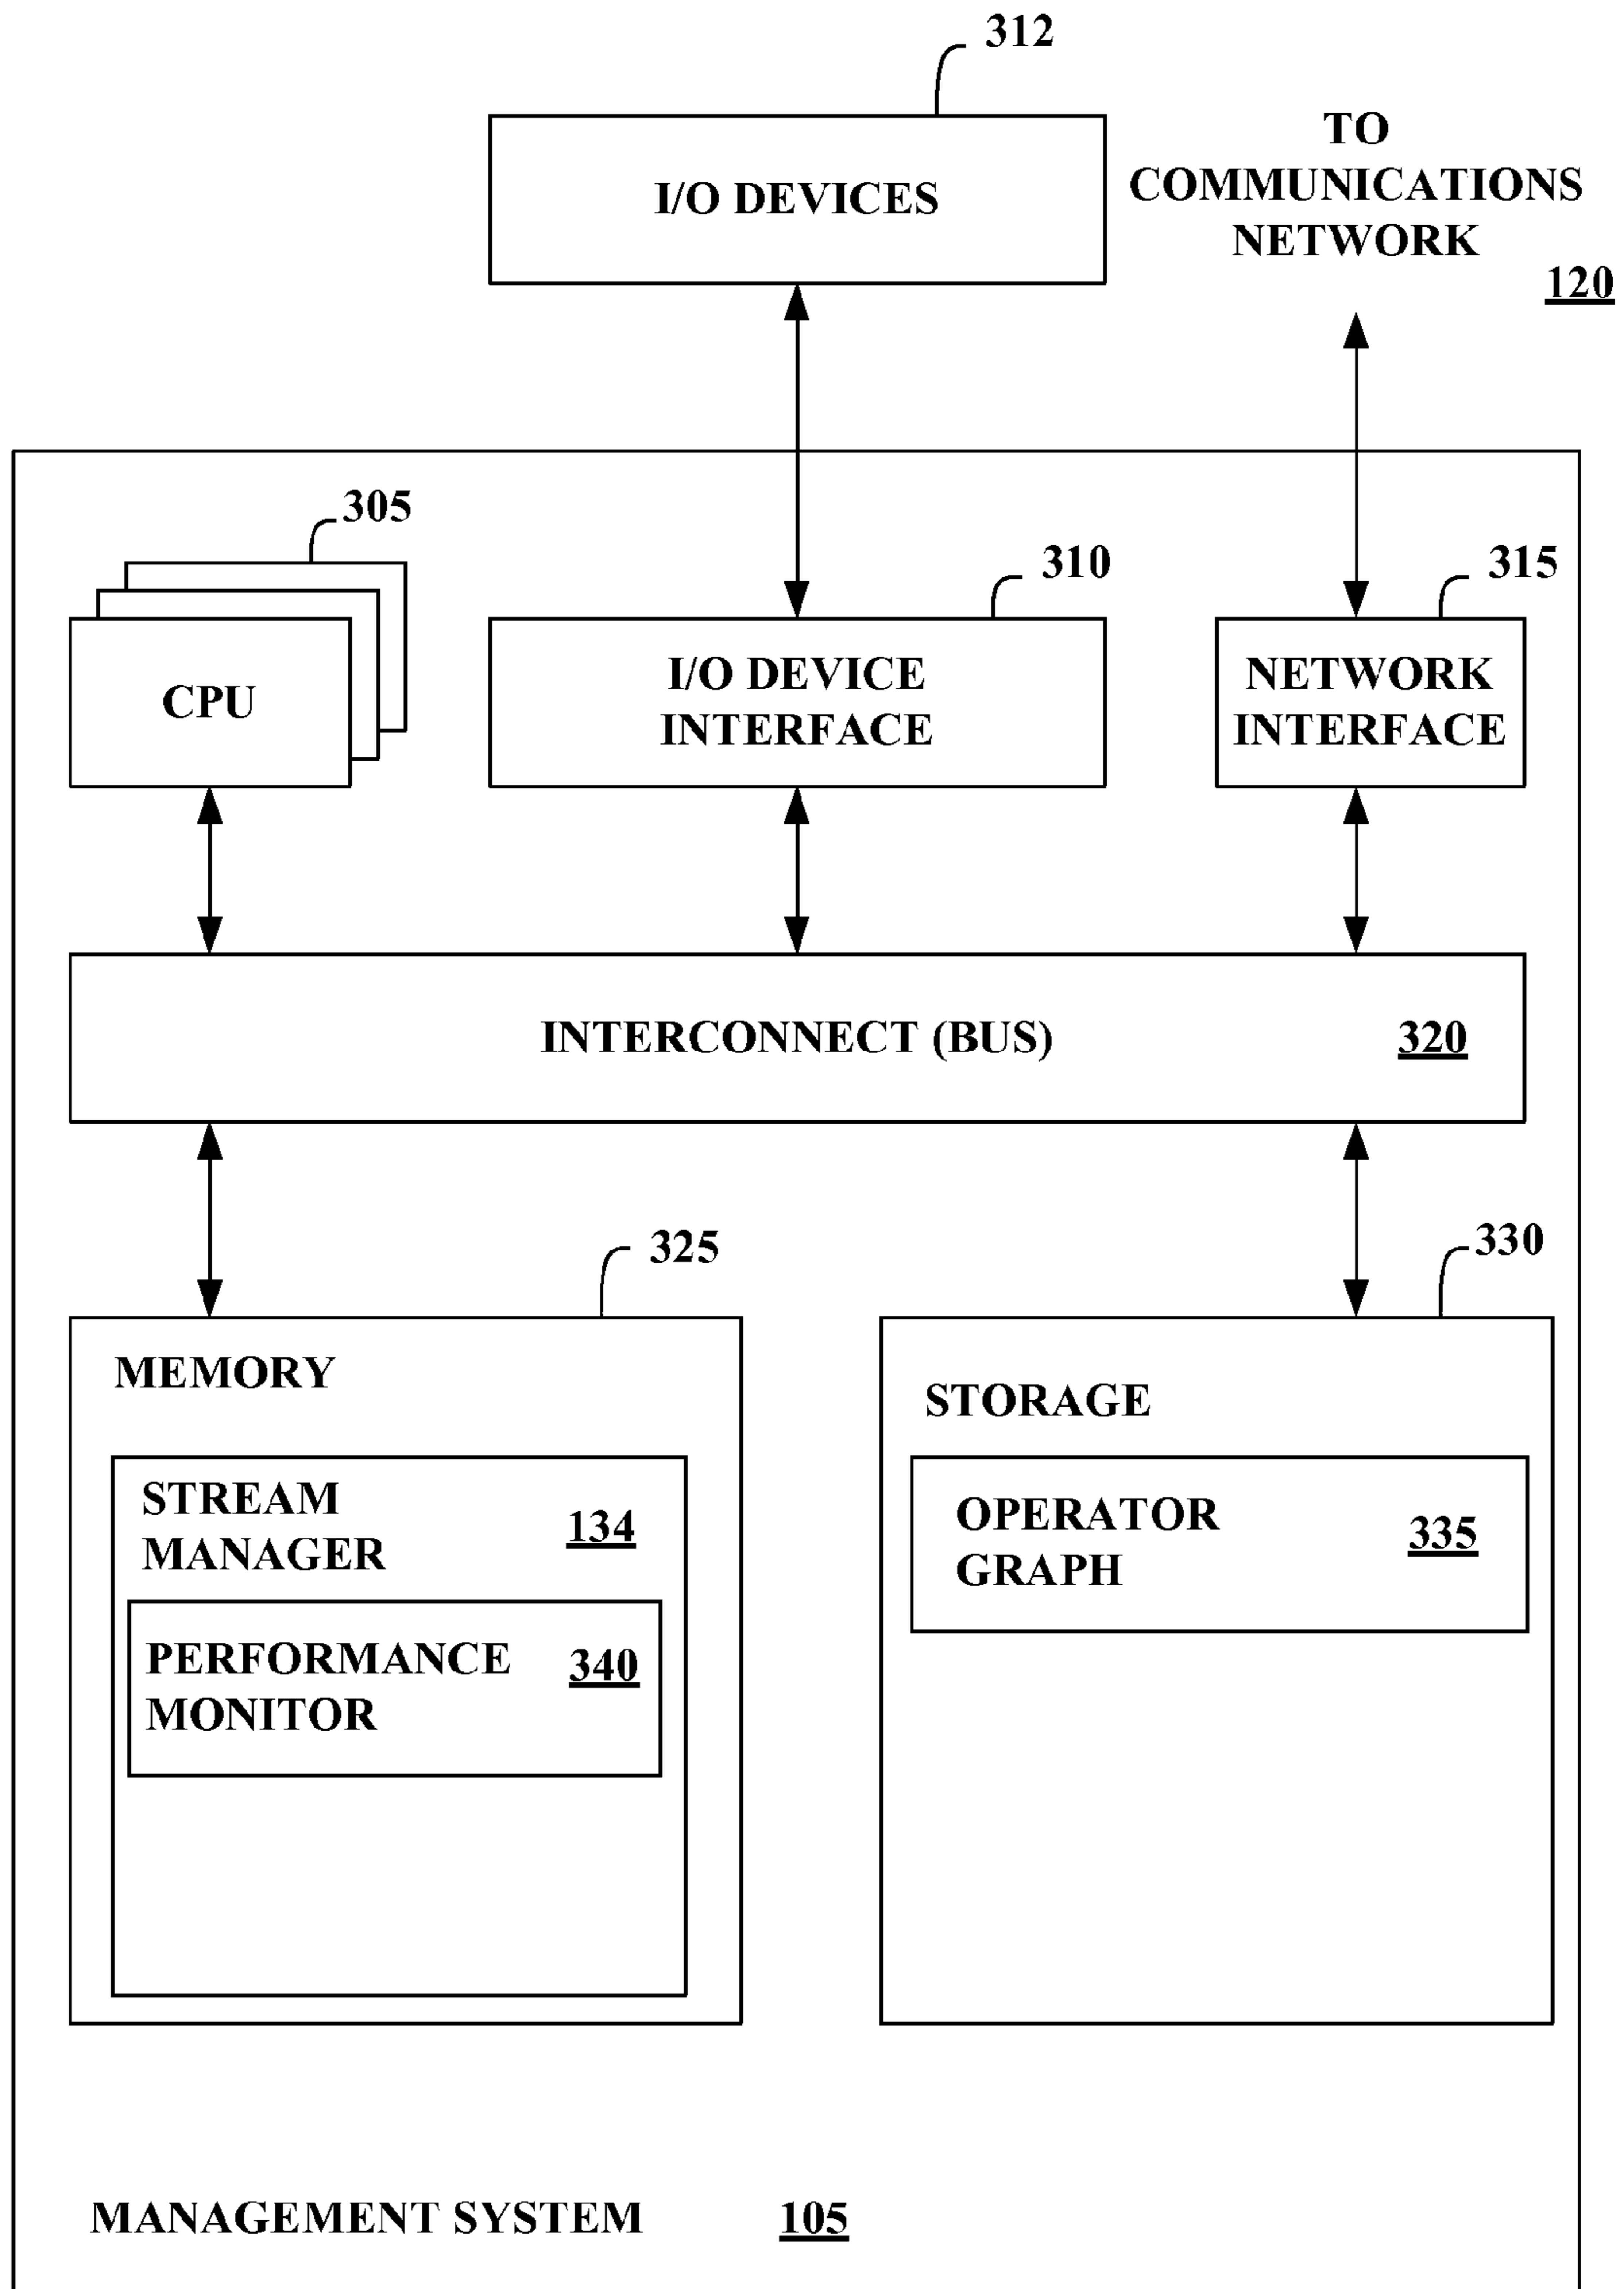 312
I/O DEVICES
TO
COMMUNICATIONS
NETWORK
120
305
310
315
CPU
I/O DEVICE
INTERFACE
NETWORK
INTERFACE
INTERCONNECT (BUS)
320
325
330
MEMORY
STORAGE
STREAM
MANAGER
134
OPERATOR
GRAPH
335
PERFORMANCE
MONITOR
340
MANAGEMENT SYSTEM
105